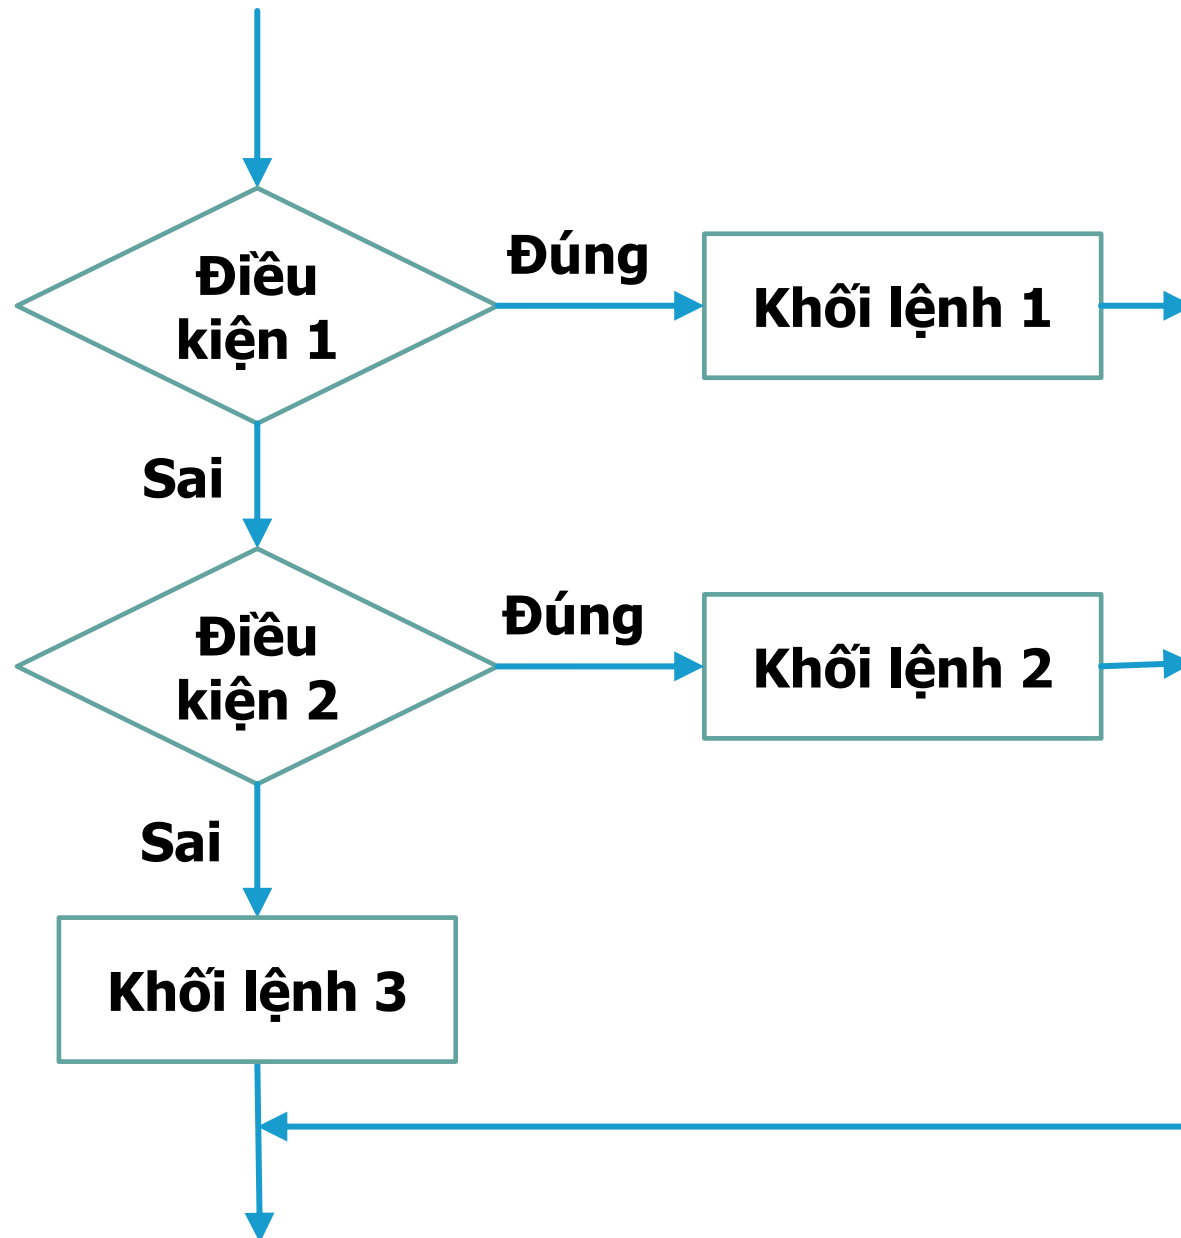 Điều
kiện 1
Đúng
Khối lệnh 1
Sai
Điều
kiện 2
Đúng
Khối lệnh 2
Sai
Khối lệnh 3